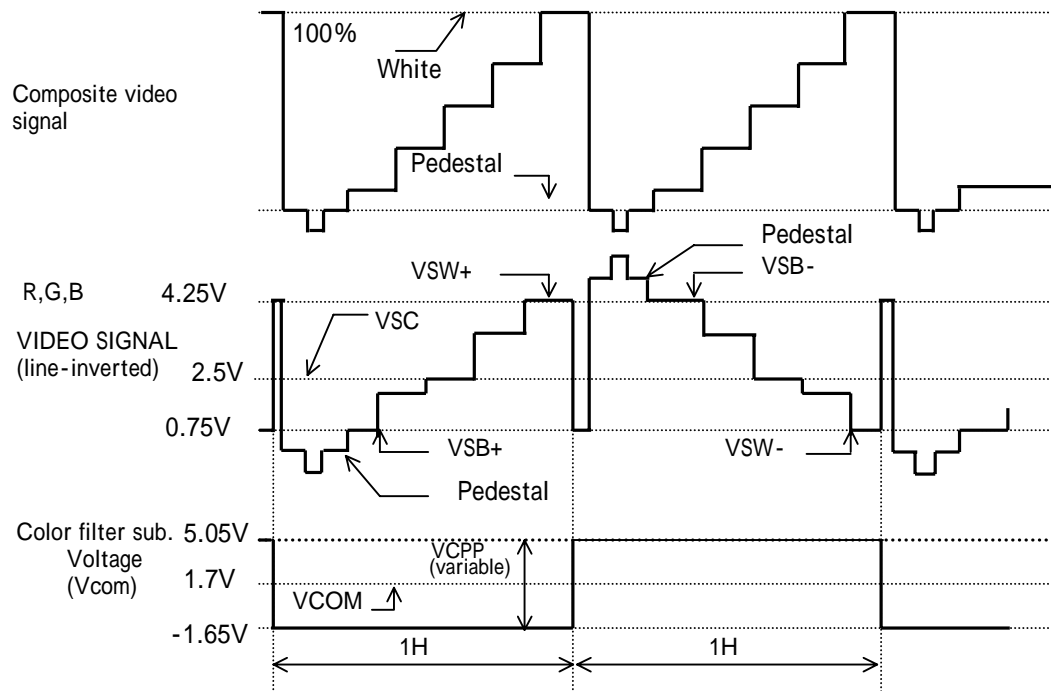 100%
White
Composite video
signal
Pedestal
Pedestal
VSW+
VSB-
R,G,B 4.25V
VSC
VIDEO SIGNAL
(line-inverted)
2.5V
0.75V
VSB+
VSW-
Pedestal
Color filter sub. 5.05V
Voltage
(Vcom)
VCPP
(variable)
1.7V
VCOM
-1.65V
1H
1H